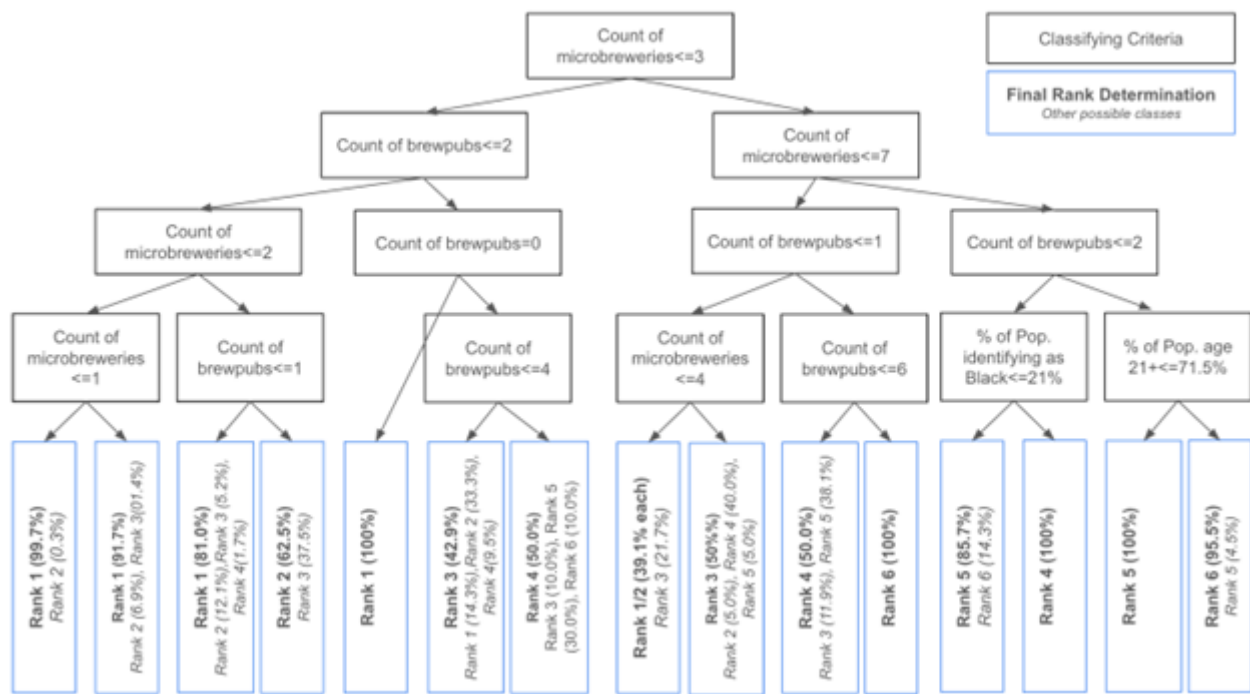 Count of
microbreweries<=3
Classifying Criteria
Final Rank Determination
Other possible classes
Count of brewpubs<=2
Count of
microbreweries<=7
Count of
microbreweries<=2
Count of brewpubs=0
Count of brewpubs<=1
Count of brewpubs<=2
Count of
microbreweries
<=1
Count of
brewpubs<=1
Count of
brewpubs<=4
Count of
microbreweries
<=4
Count of
brewpubs<=6
% of Pop.
identifying as
Black<=21%
% of Pop. age
21+<=71.5%
Rank 1 (99.7%)
Rank 2 (0.3%)
Rank 1 (91.7%)
Rank 2 (6.9%), Rank 3(01.4%)
Rank 1 (81.0%)
Rank 2 (12.1%),Rank 3 (5.2%),
Rank 4(1.7%)
Rank 2 (62.5%)
Rank 3 (37.5%)
Rank 1 (100%)
Rank 3 (42.9%)
Rank 1 (14.3%),Rank 2 (33.3%),
Rank 4(9.5%)
Rank 4 (50.0%)
Rank 3 (10.0%), Rank 5
(30.0%), Rank 6 (10.0%)
Rank 1/2 (39.1% each)
Rank 3 (21.7%)
Rank 3 (50%)
Rank 2 (5.0%), Rank 4 (40.0%),
Rank 5 (5.0%)
Rank 4 (50.0%)
Rank 3 (11.9%), Rank 5 (38.1%)
Rank 6 (100%)
Rank 5 (85.7%)
Rank 6 (14.3%)
Rank 4 (100%)
Rank 5 (100%)
Rank 6 (95.5%)
Rank 5 (4.5%)